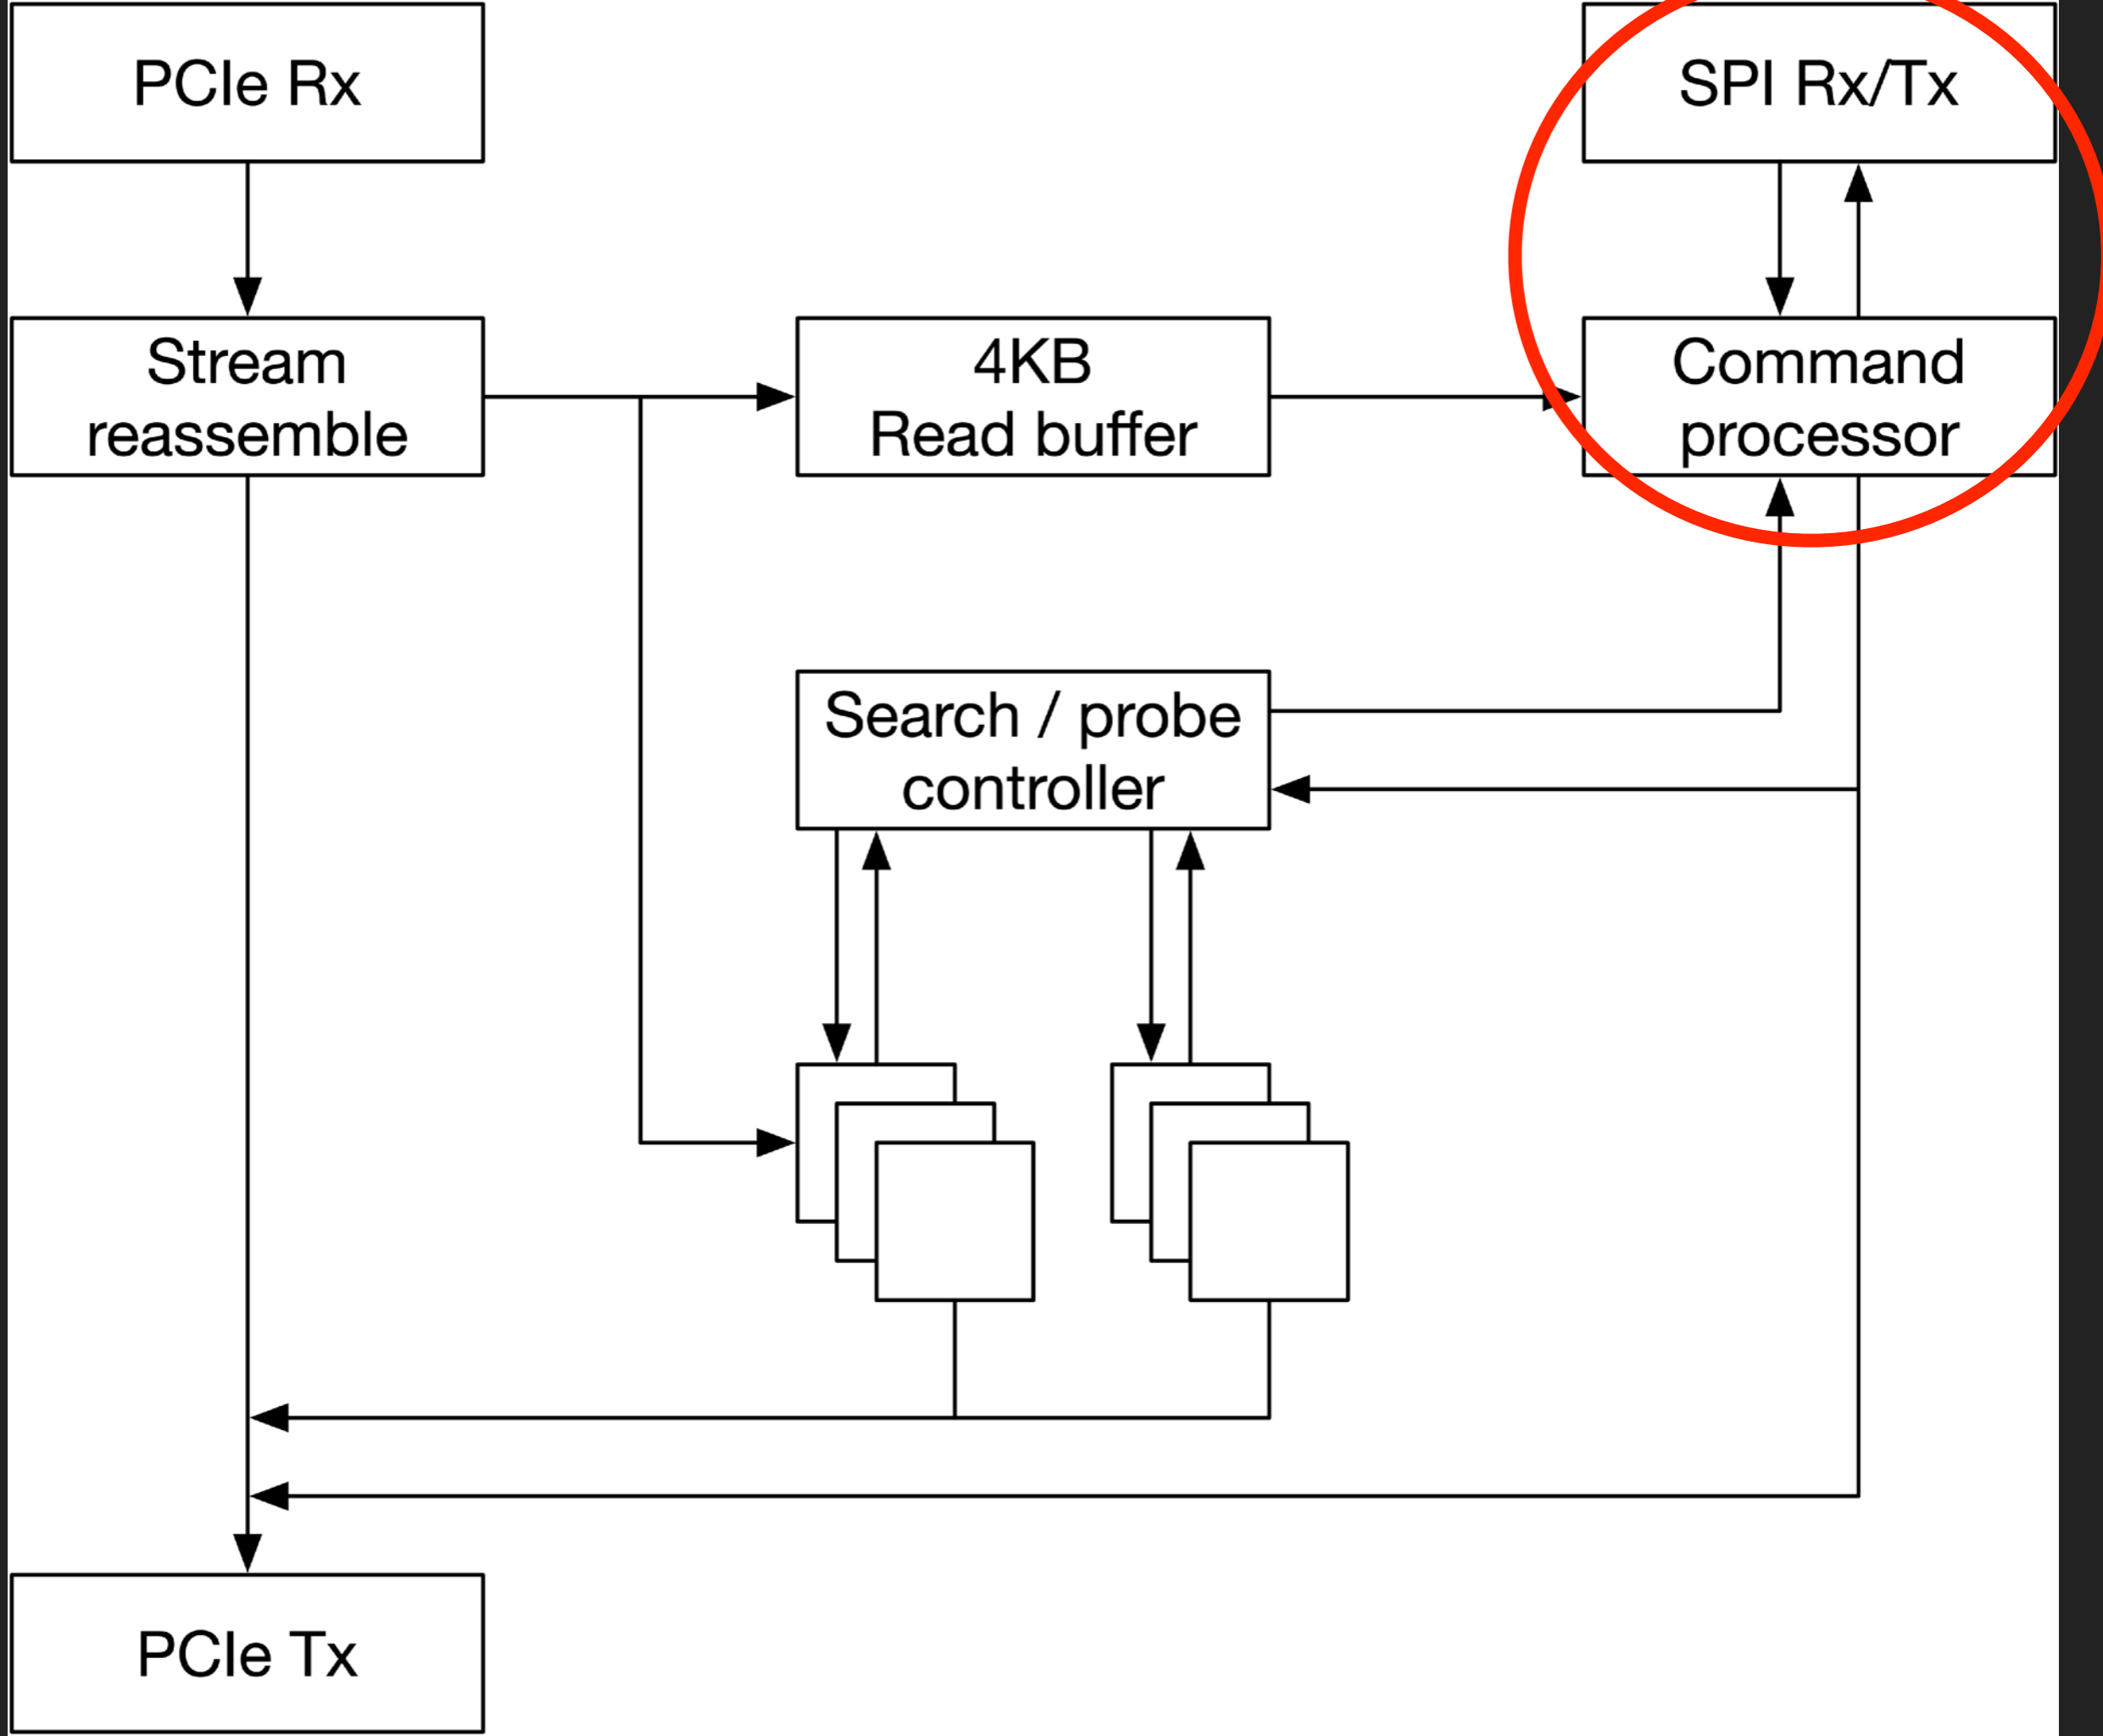 PCIe Rx
SPI Rx/Tx
Stream
reassemble
4KB
Read buffer
Command
processor
Search / probe
controller
PCIe Tx